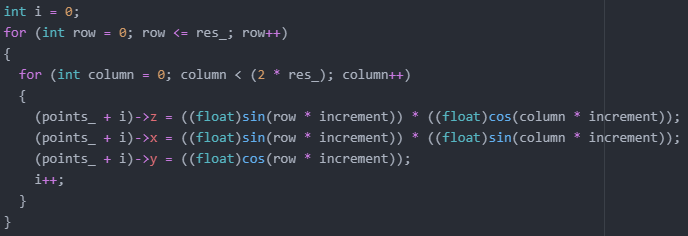 int i = 0;
for (int row = 0; row <= res_; row++)
{
  for (int column = 0; column < (2 * res_); column++)
  {
    (points_ + i)->z = ((float)sin(row * increment)) * ((float)cos(column * increment));
    (points_ + i)->x = ((float)sin(row * increment)) * ((float)sin(column * increment));
    (points_ + i)->y = ((float)cos(row * increment));
    i++;
  }
}